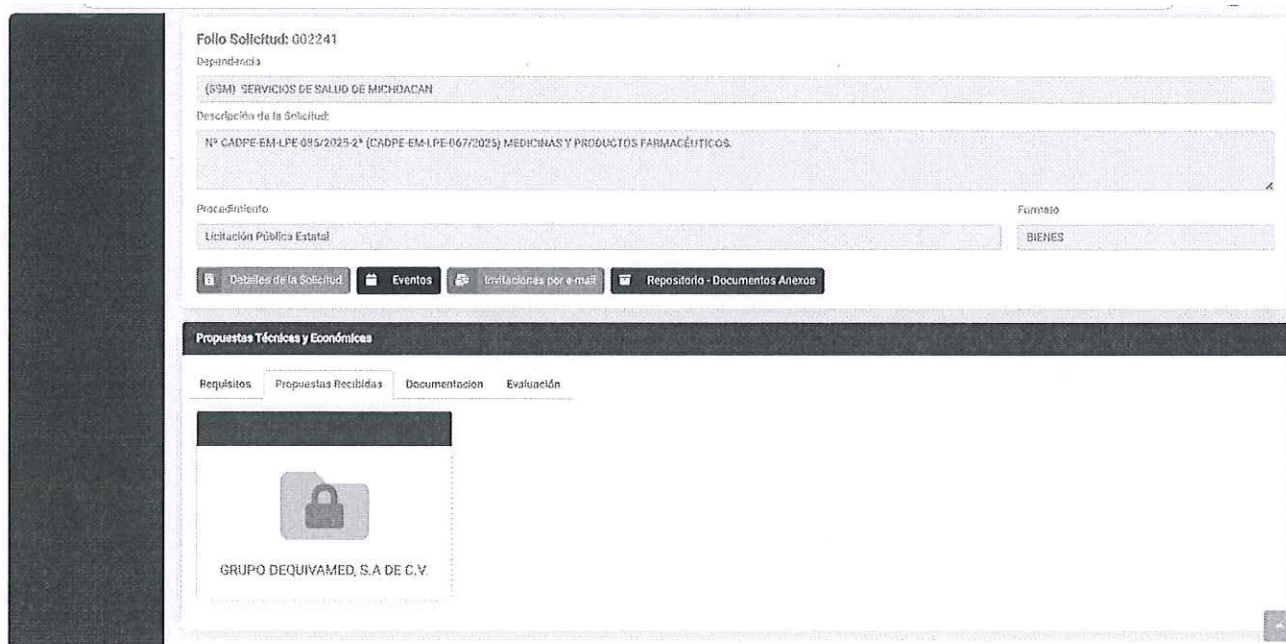 Folio Solicitud: 002241
Dependencia
(SSM) SERVICIOS DE SALUD DE MICHOACAN
Descripción de la Solicitud:
Nº CADPE-EM-LPE-085/2025-2ª (CADPE-EM-LPE-067/2025) MEDICINAS Y PRODUCTOS FARMACÉUTICOS.
Procedimiento Formato
Licitación Pública Estatal BIENES
Detalles de la Solicitud Eventos Invitaciones por e-mail Repositorio - Documentos Anexos
Propuestas Técnicas y Económicas
Requisitos Propuestas Recibidas Documentacion Evaluación
GRUPO DEQUIVAMED, S.A DE C.V.